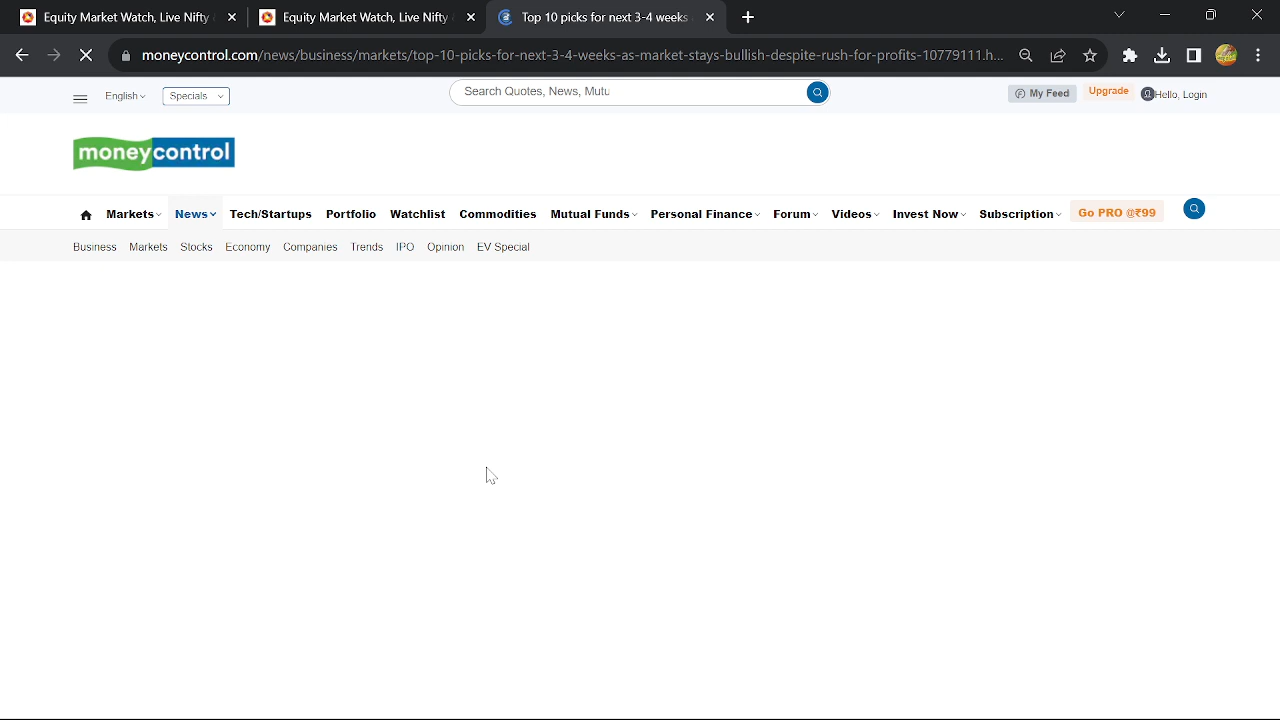 Equity Market Watch, Live Nifty
Equity Market Watch, Live Nifty
Top 10 picks for next 3-4 weeks
moneycontrol.com/news/business/markets/top-10-picks-for-next-3-4-weeks-as-market-stays-bullish-despite-rush-for-profits-10779111.h...
English
Specials
Search Quotes, News, Mutu
My Feed
Upgrade
Hello, Login
moneycontrol
Markets News Tech/Startups Portfolio Watchlist Commodities Mutual Funds Personal Finance Forum Videos Invest Now Subscription Go PRO @₹99
Business Markets Stocks Economy Companies Trends IPO Opinion EV Special